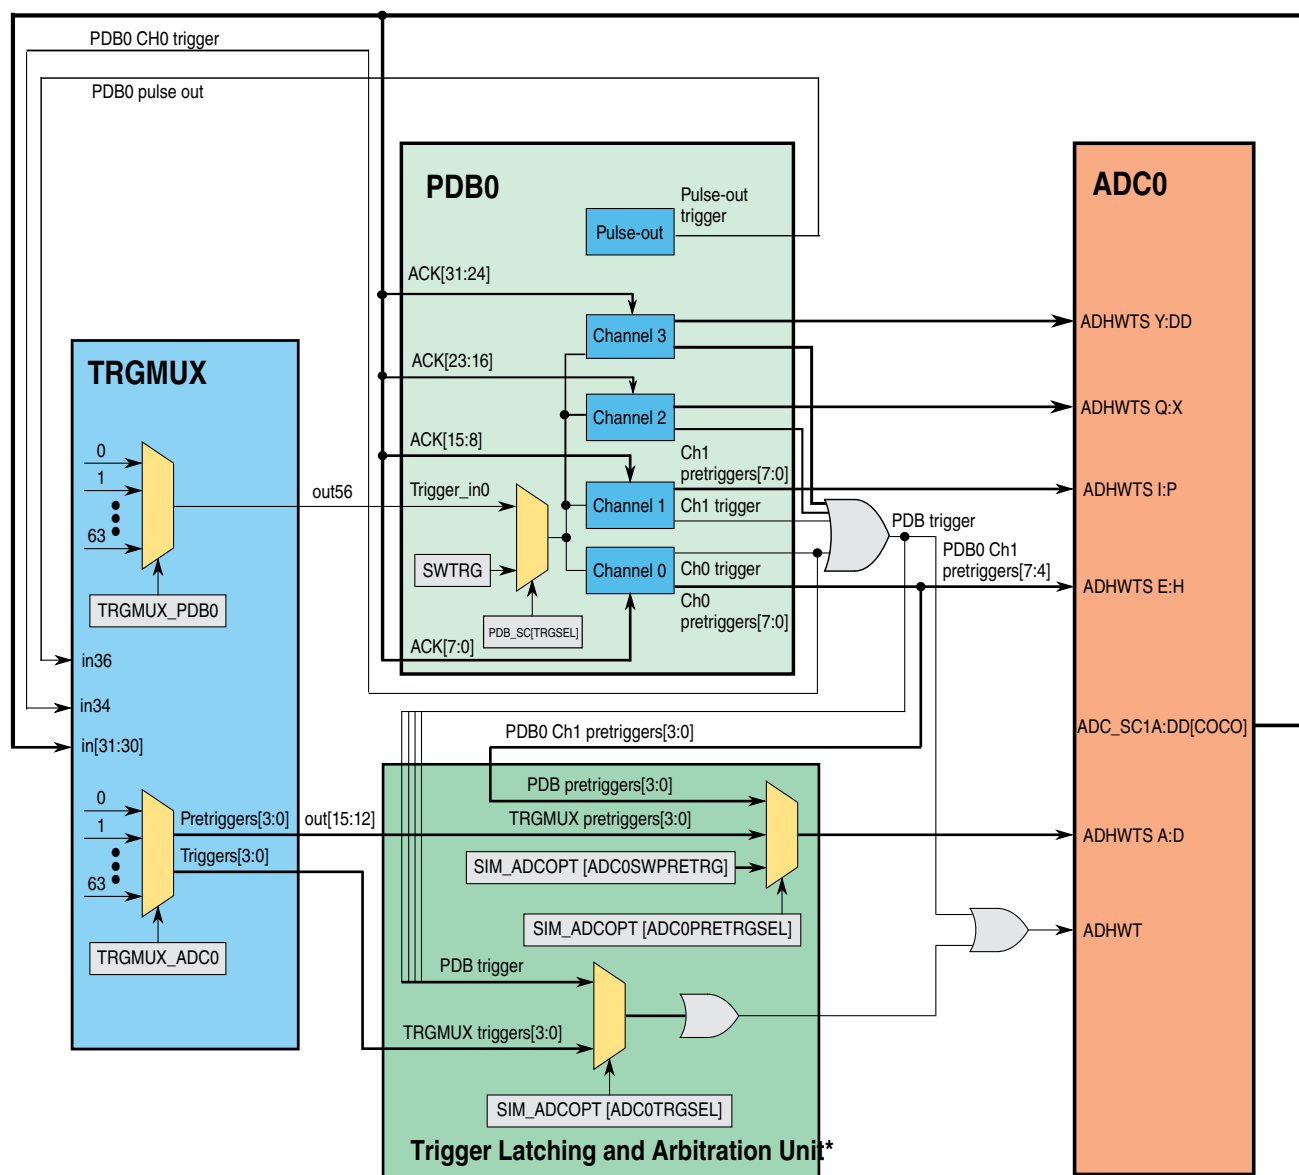 PDB0 CH0 trigger
PDB0 pulse out
PDB0
Pulse-out
trigger
Pulse-out
ADC0
ACK[31:24]
Channel 3
ADHWTS Y:DD
TRGMUX
ACK[23:16]
Channel 2
ADHWTS Q:X
0
1
63
ACK[15:8]
Ch1
pretriggers[7:0]
out56
Trigger_in0
Channel 1
Ch1 trigger
ADHWTS I:P
PDB trigger
SWTRG
Channel 0
Ch0 trigger
PDB0 Ch1
pretriggers[7:4]
ADHWTS E:H
TRGMUX_PDB0
PDB_SC[TRGSEL]
Ch0
pretriggers[7:0]
ACK[7:0]
in36
in34
in[31:30]
PDB0 Ch1 pretriggers[3:0]
ADC_SC1A:DD[COCO]
PDB pretriggers[3:0]
0
1
63
Pretriggers[3:0]
out[15:12]
TRGMUX pretriggers[3:0]
ADHWTS A:D
Triggers[3:0]
SIM_ADCOPT [ADC0SWPRETRG]
SIM_ADCOPT [ADC0PRETRGSEL]
ADHWT
TRGMUX_ADC0
PDB trigger
TRGMUX triggers[3:0]
SIM_ADCOPT [ADC0TRGSEL]
Trigger Latching and Arbitration Unit*